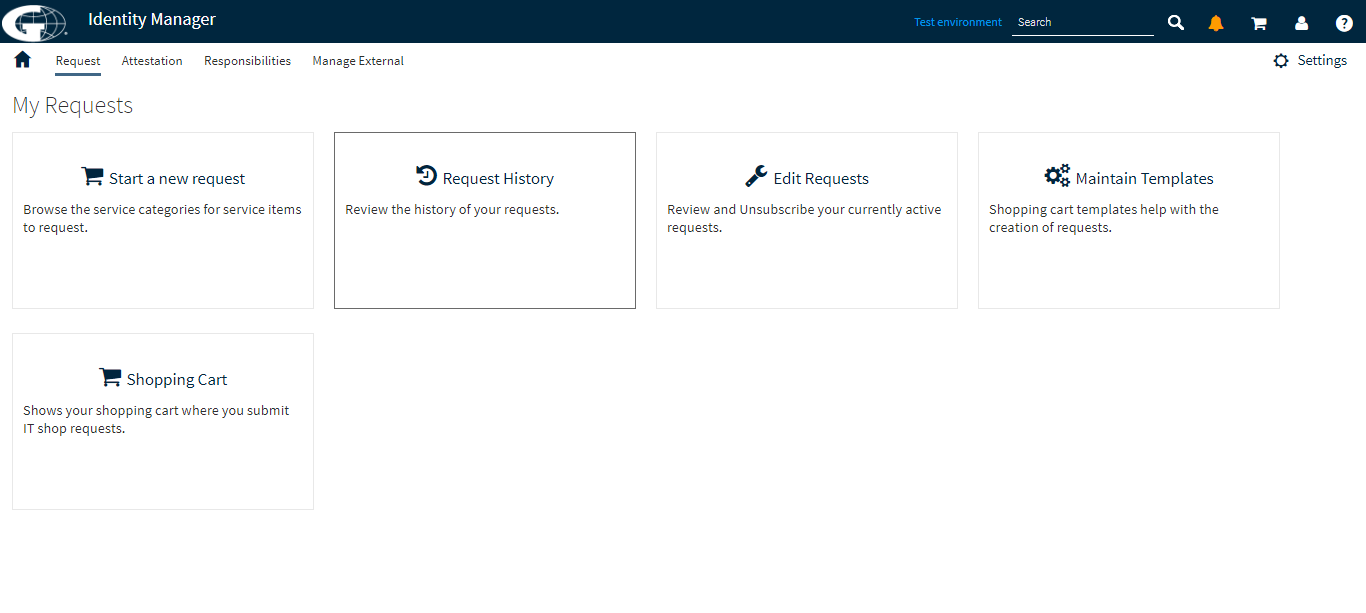 Identity Manager
Test environment
Search
Request
Attestation
Responsibilities
Manage External
Settings
My Requests
Start a new request
Browse the service categories for service items
to request.
Request History
Review the history of your requests.
Edit Requests
Review and Unsubscribe your currently active
requests.
Maintain Templates
Shopping cart templates help with the
creation of requests.
Shopping Cart
Shows your shopping cart where you submit
IT shop requests.